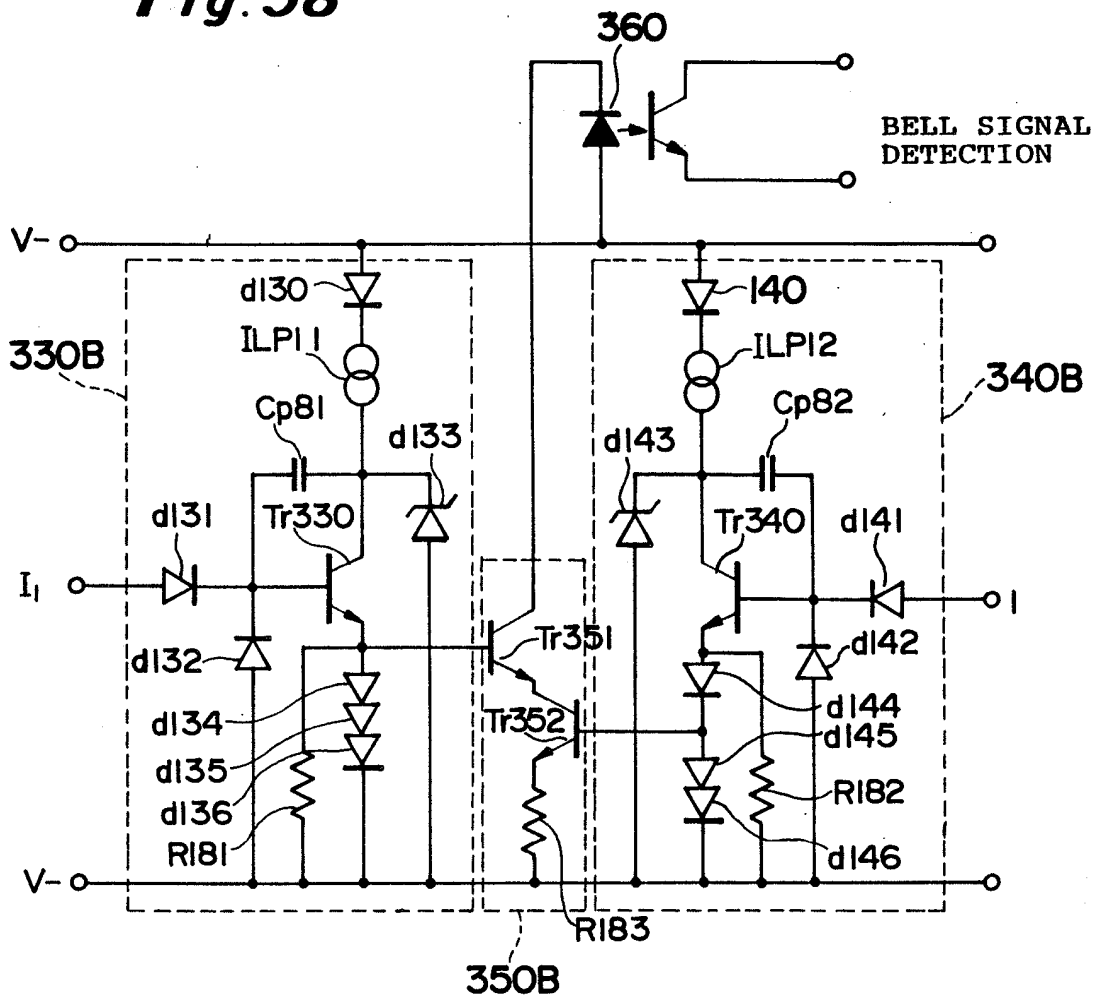 Fig. 38
360
BELL SIGNAL
DETECTION
V-
d130
140
ILP11
ILP12
330B
340B
Cp81
Cp82
d133
d143
d131
Tr330
Tr340
d141
I1
I
d132
Tr351
d142
d134
Tr352
d144
d135
d145
d136
R182
R181
d146
V-
R183
350B